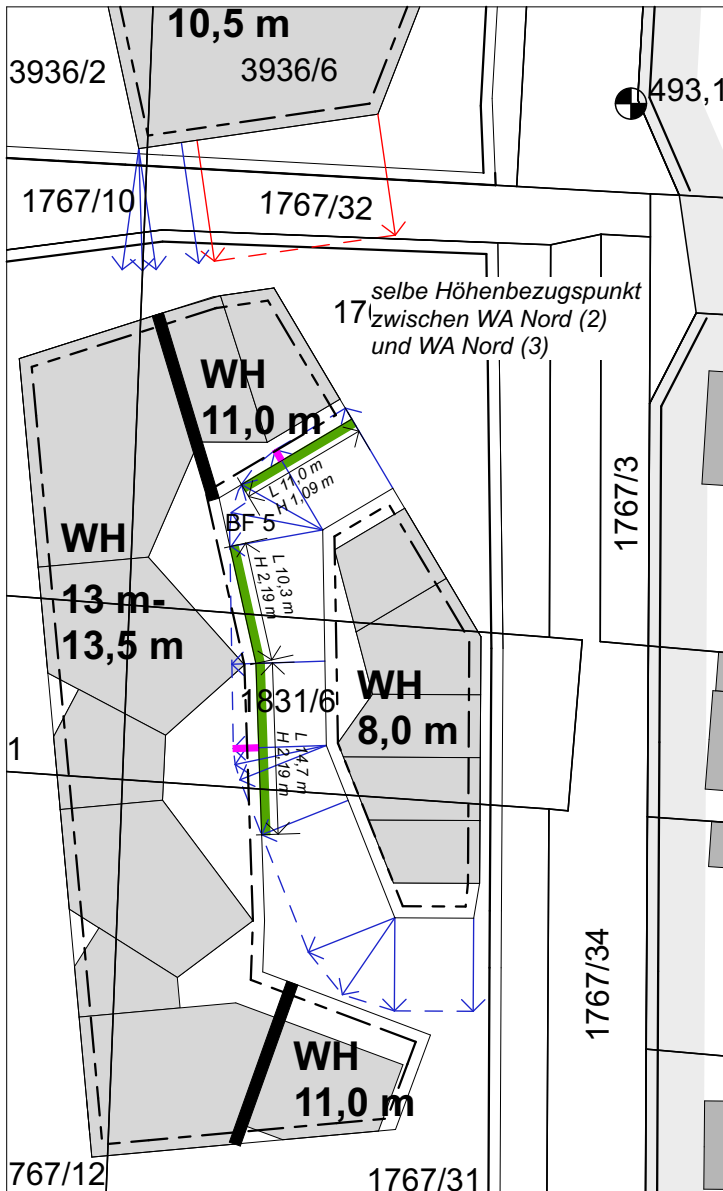 10,5 m
3936/2
3936/6
493,1
1767/10
1767/32
selbe Höhenbezugspunkt
17
zwischen WA Nord (2)
und WA Nord (3)
WH
11,0 m
L 11,0 m
H 1,09 m
BF 5
1767/3
WH
13 m-
13,5 m
L 10,3 m
H 2,19 m
1831/6
WH
8,0 m
1
L 14,7 m
H 2,19 m
1767/34
WH
11,0 m
767/12
1767/31